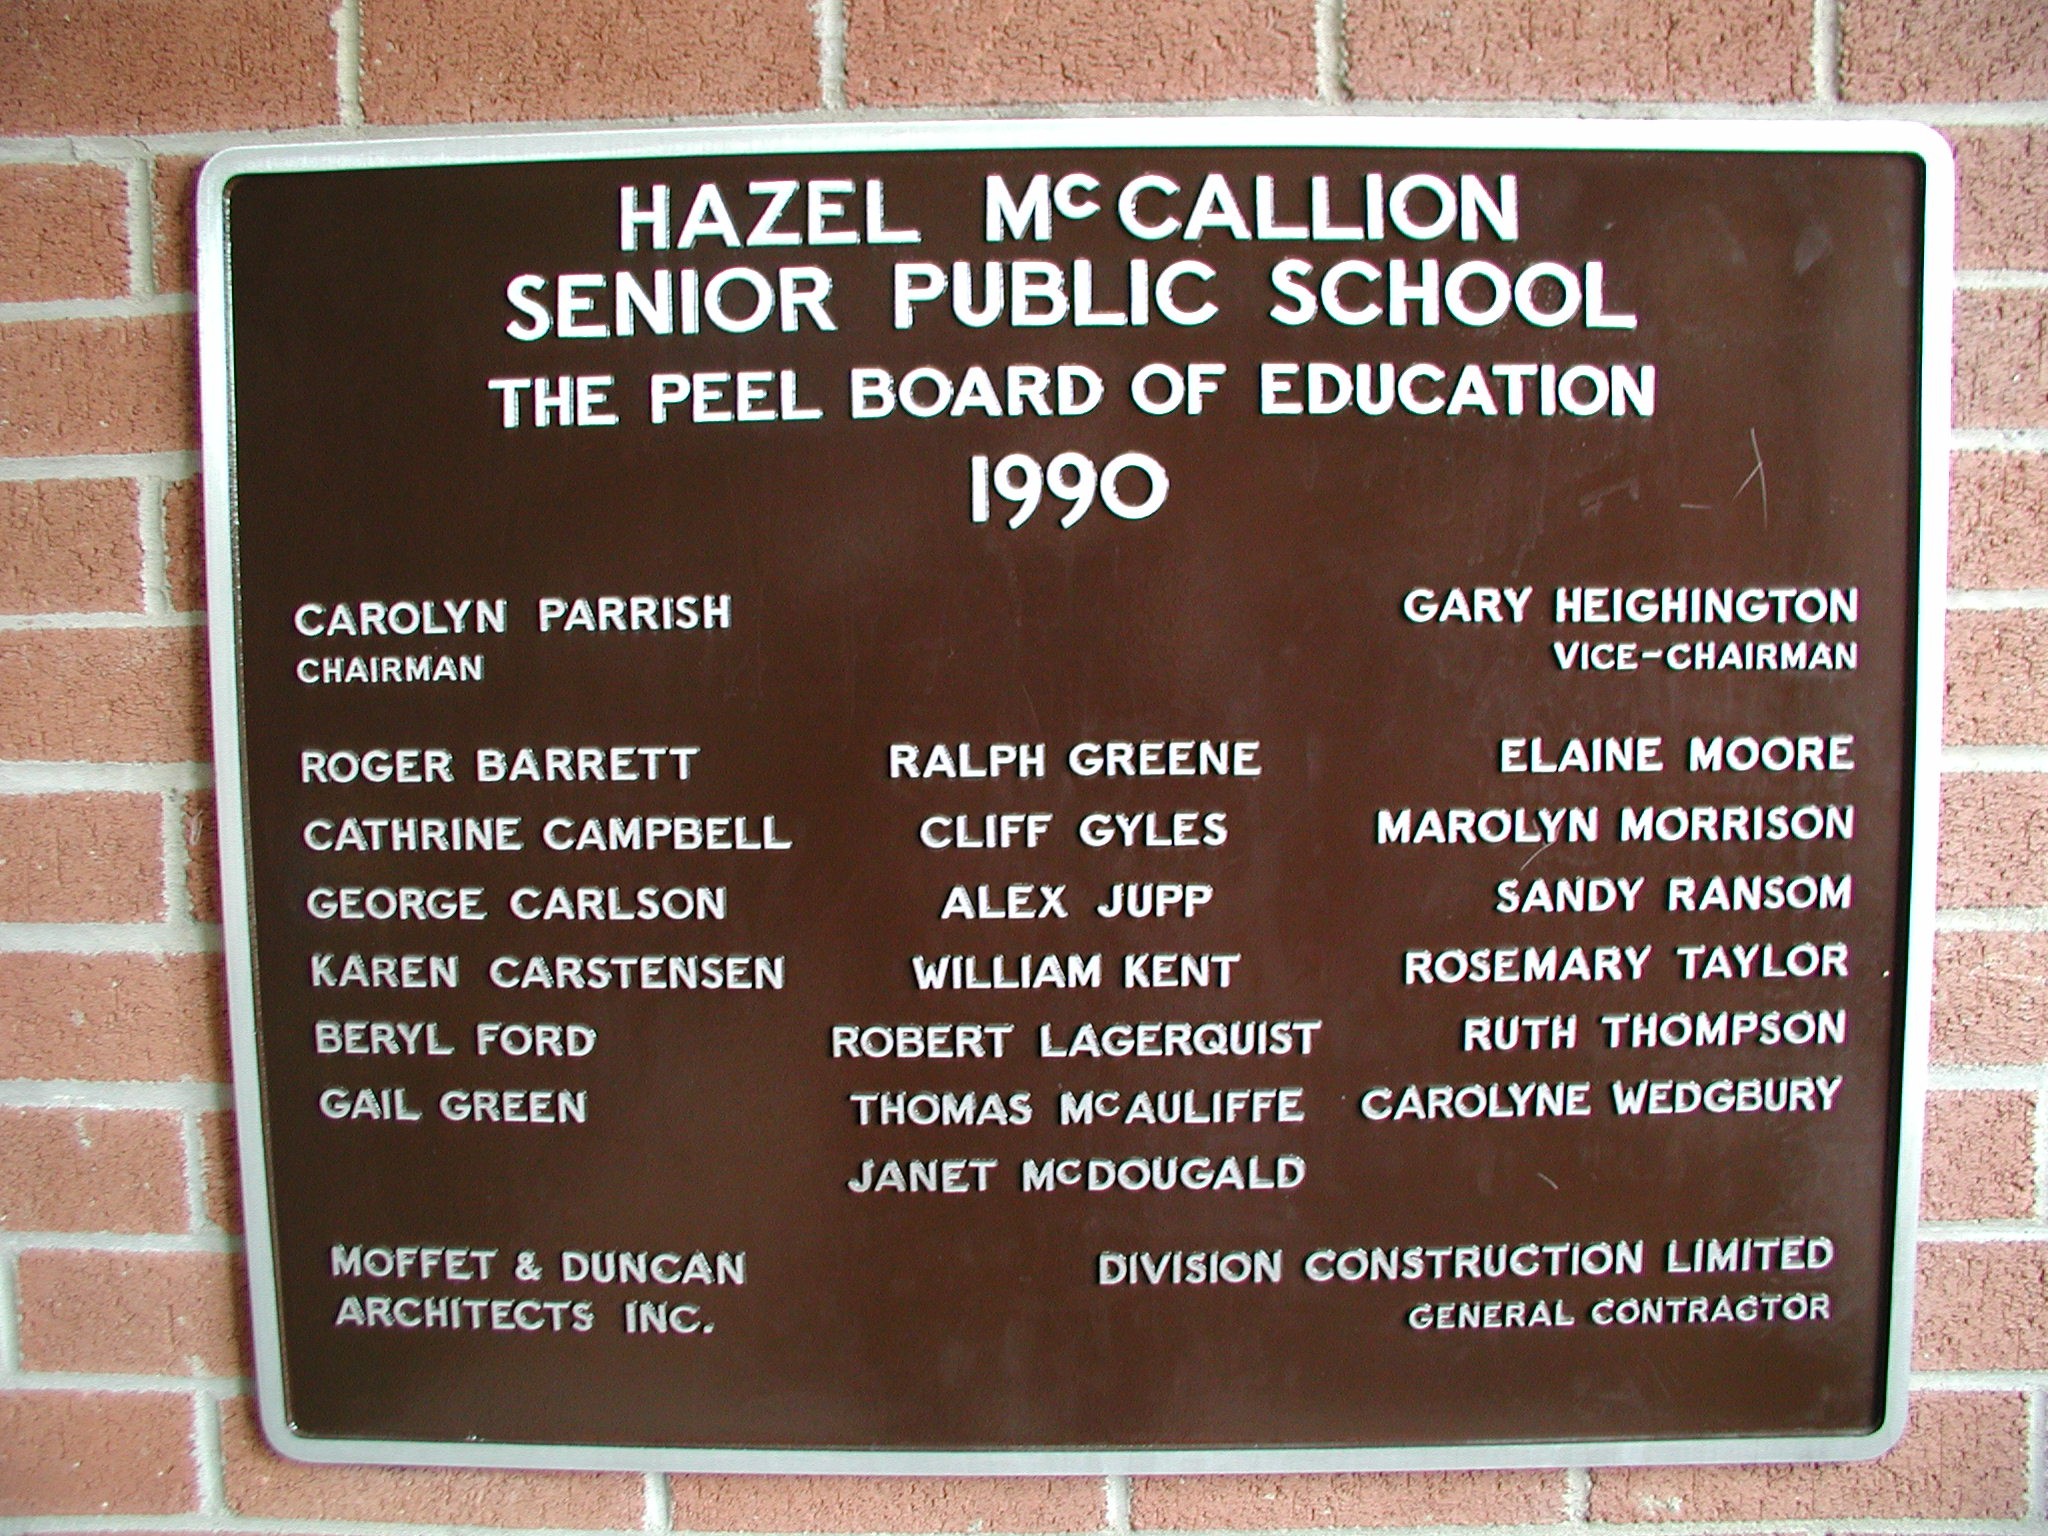 HAZEL McCALLION
SENIOR PUBLIC SCHOOL
THE PEEL BOARD OF EDUCATION
1990
CAROLYN PARRISH
CHAIRMAN
GARY HEIGHINGTON
VICE-CHAIRMAN
ROGER BARRETT
CATHRINE CAMPBELL
GEORGE CARLSON
KAREN CARSTENSEN
BERYL FORD
GAIL GREEN
RALPH GREENE
CLIFF GYLES
ALEX JUPP
WILLIAM KENT
ROBERT LAGERQUIST
THOMAS McAULIFFE
JANET McDOUGALD
ELAINE MOORE
MAROLYN MORRISON
SANDY RANSOM
ROSEMARY TAYLOR
RUTH THOMPSON
CAROLYNE WEDGBURY
MOFFET & DUNCAN
ARCHITECTS INC.
DIVISION CONSTRUCTION LIMITED
GENERAL CONTRACTOR